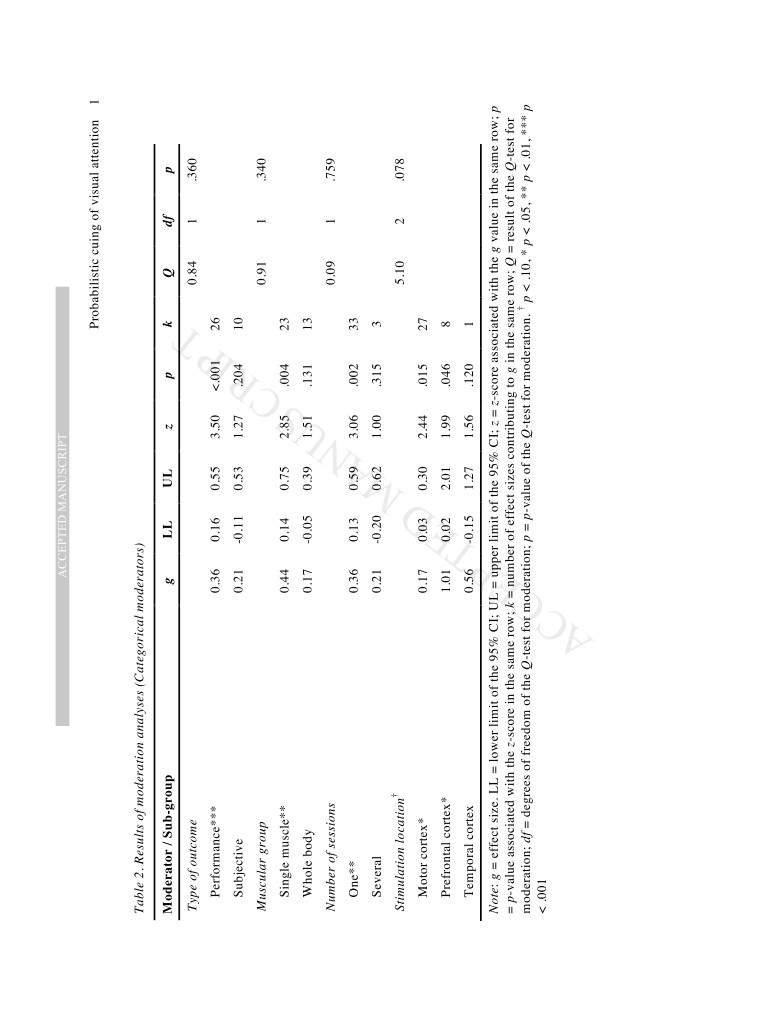 ACCEPTED MANUSCRIPT
Probabilistic cuing of visual attention 1
Table 2. Results of moderation analyses (Categorical moderators)
Moderator / Sub-group g LL UL z p k Q df p
Type of outcome 0.84 1 .360
Performance*** 0.36 0.16 0.55 3.50 <.001 26
Subjective 0.21 -0.11 0.53 1.27 .204 10
Muscular group 0.91 1 .340
Single muscle** 0.44 0.14 0.75 2.85 .004 23
Whole body 0.17 -0.05 0.39 1.51 .131 13
Number of sessions 0.09 1 .759
One** 0.36 0.13 0.59 3.06 .002 33
Several 0.21 -0.20 0.62 1.00 .315 3
Stimulation location† 5.10 2 .078
Motor cortex* 0.17 0.03 0.30 2.44 .015 27
Prefrontal cortex* 1.01 0.02 2.01 1.99 .046 8
Temporal cortex 0.56 -0.15 1.27 1.56 .120 1
Note: g = effect size. LL = lower limit of the 95% CI; UL = upper limit of the 95% CI; z = z-score associated with the g value in the same row; p
= p-value associated with the z-score in the same row; k = number of effect sizes contributing to g in the same row; Q = result of the Q-test for
moderation; df = degrees of freedom of the Q-test for moderation; p = p-value of the Q-test for moderation. † p < .10, * p < .05, ** p < .01, *** p
< .001
ACCEPTED MANUSCRIPT